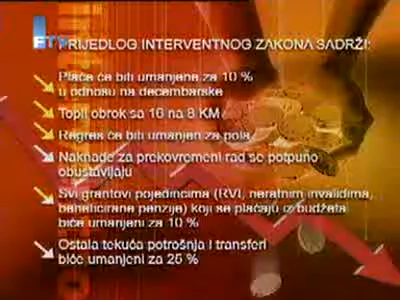 FTV
PRIJEDLOG INTERVENTNOG ZAKONA SADRŽI:
Plaće će biti umanjene za 10 %
u odnosu na decembarske
Topli obrok sa 16 na 8 KM
Regres će biti umanjen za pola
Naknade za prekovremeni rad se potpuno
obustavljaju
Svi grantovi pojedincima (RVI, neratnim invalidima,
beneficirane penzije) koji se plaćaju iz budžeta
biće umanjeni za 10 %
Ostala tekuća potrošnja i transferi
biće umanjeni za 25 %